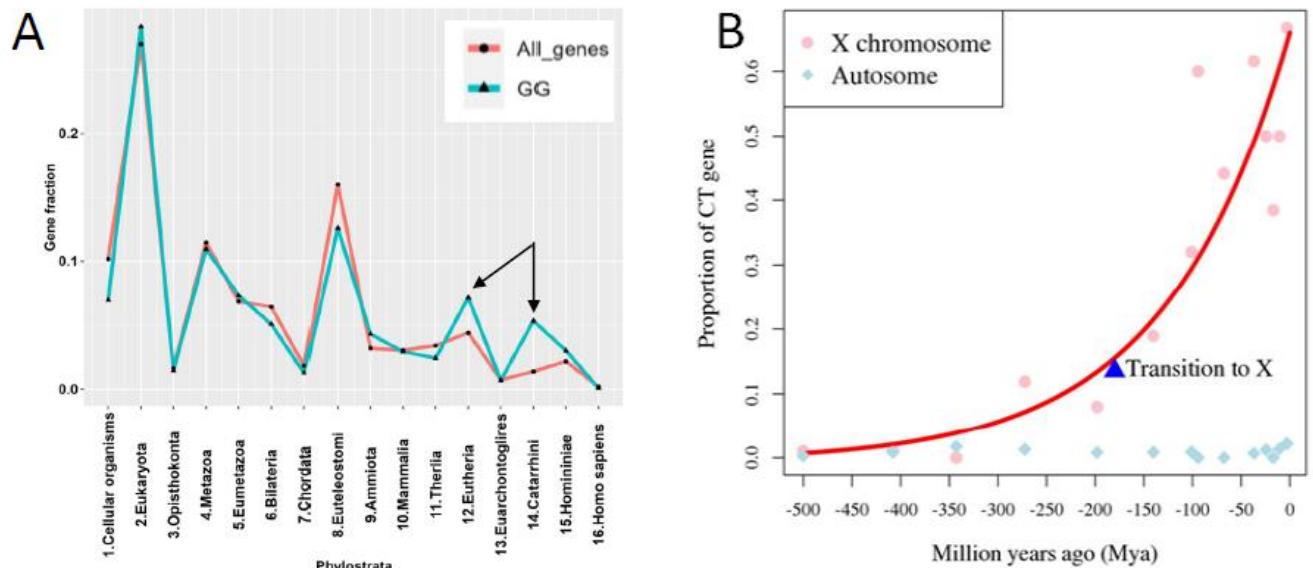 A
All_genes
GG
Gene fraction
0.2
0.1
0.0
1.Cellular organisms
2.Eukaryota
3.Opisthokonta
4.Metazoa
5.Eumetazoa
6.Bilateria
7.Chordata
8.Euteleostomi
9.Amniota
10.Mammalia
11.Theriia
12.Eutheria
13.Euarchontoglires
14.Catarrhini
15.Homininiae
16.Homo sapiens
Phylostrata
B
X chromosome
Autosome
Proportion of CT gene
0.6
0.5
0.4
0.3
0.2
0.1
0.0
Transition to X
-500 -450 -400 -350 -300 -250 -200 -150 -100 -50 0
Million years ago (Mya)